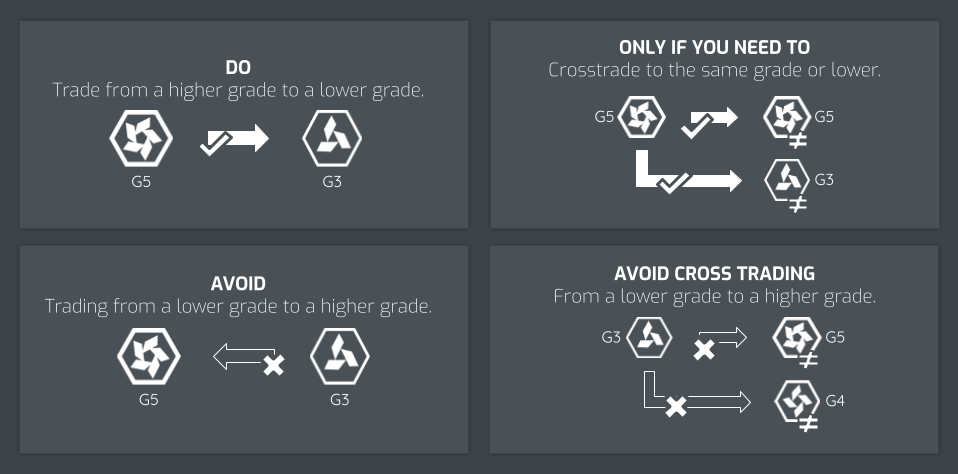 DO
Trade from a higher grade to a lower grade.
G5
G3
ONLY IF YOU NEED TO
Crosstrade to the same grade or lower.
G5
G5
≠
G3
≠
AVOID
Trading from a lower grade to a higher grade.
G5
G3
AVOID CROSS TRADING
From a lower grade to a higher grade.
G3
G5
≠
G4
≠